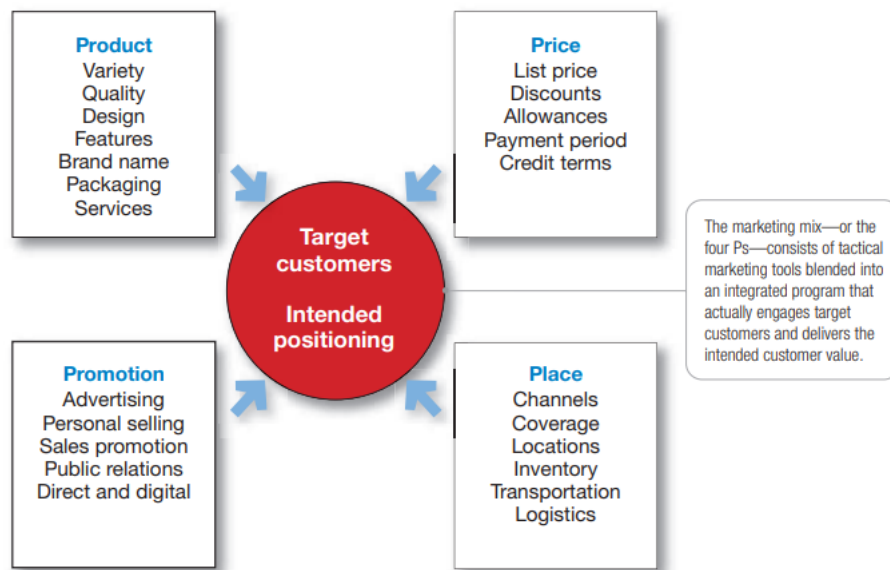 Product
Variety
Quality
Design
Features
Brand name
Packaging
Services
Price
List price
Discounts
Allowances
Payment period
Credit terms
Target
customers
Intended
positioning
The marketing mix—or the
four Ps—consists of tactical
marketing tools blended into
an integrated program that
actually engages target
customers and delivers the
intended customer value.
Promotion
Advertising
Personal selling
Sales promotion
Public relations
Direct and digital
Place
Channels
Coverage
Locations
Inventory
Transportation
Logistics